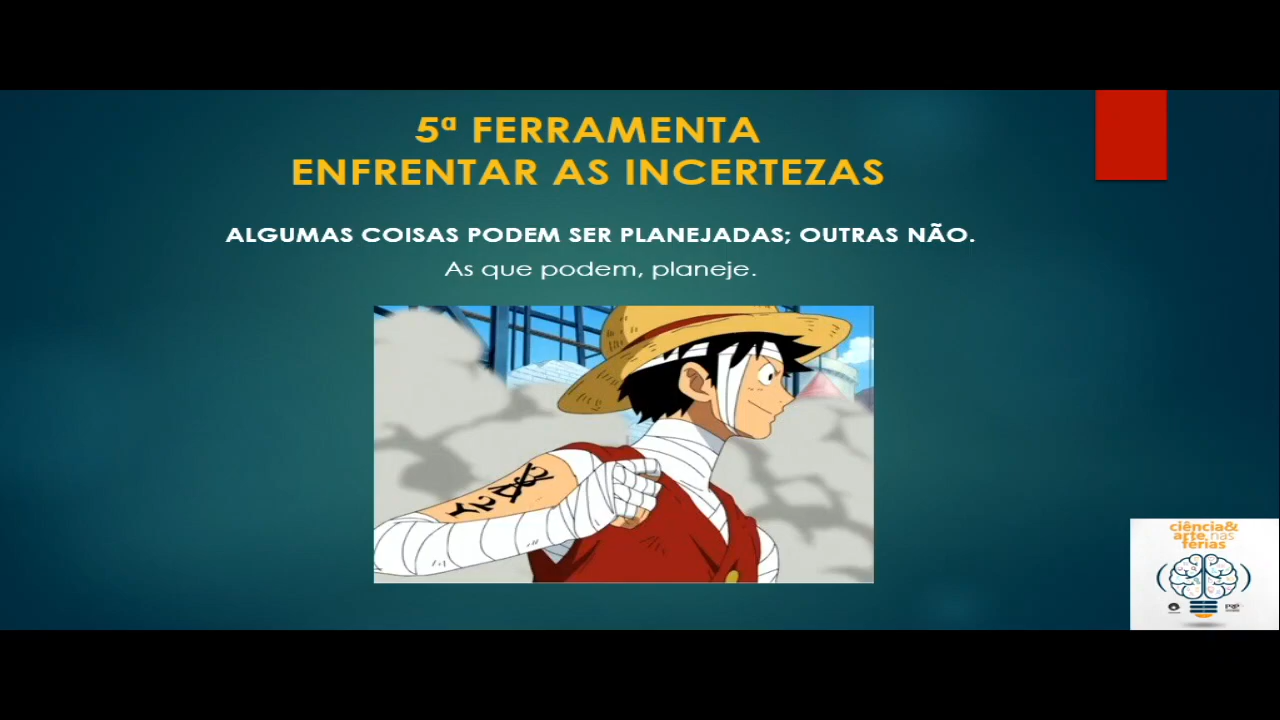 5ª FERRAMENTA
ENFRENTAR AS INCERTEZAS
ALGUMAS COISAS PODEM SER PLANEJADAS; OUTRAS NÃO.
As que podem, planeje.
ciência&
arte nas
férias